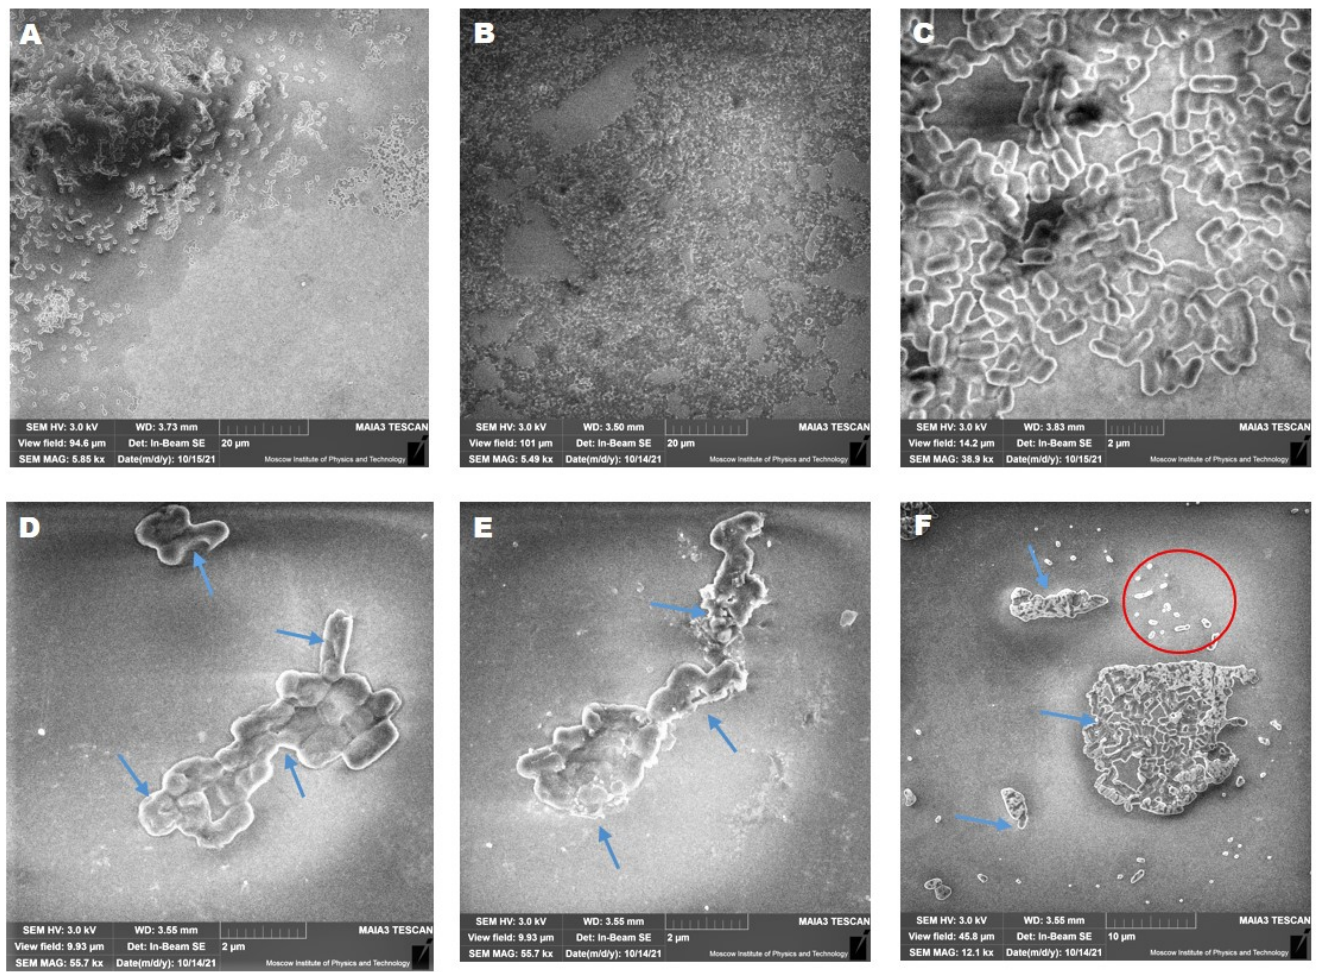 A
SEM HV: 3.0 kV WD: 3.73 mm MAIA3 TESCAN
View field: 94.6 µm Det: In-Beam SE 20 µm
SEM MAG: 5.85 kx Date(m/d/y): 10/15/21 Moscow Institute of Physics and Technology
B
SEM HV: 3.0 kV WD: 3.50 mm MAIA3 TESCAN
View field: 101 µm Det: In-Beam SE 20 µm
SEM MAG: 5.49 kx Date(m/d/y): 10/14/21 Moscow Institute of Physics and Technology
C
SEM HV: 3.0 kV WD: 3.83 mm MAIA3 TESCAN
View field: 14.2 µm Det: In-Beam SE 2 µm
SEM MAG: 38.9 kx Date(m/d/y): 10/15/21 Moscow Institute of Physics and Technology
D
SEM HV: 3.0 kV WD: 3.55 mm MAIA3 TESCAN
View field: 9.93 µm Det: In-Beam SE 2 µm
SEM MAG: 55.7 kx Date(m/d/y): 10/14/21 Moscow Institute of Physics and Technology
E
SEM HV: 3.0 kV WD: 3.55 mm MAIA3 TESCAN
View field: 9.93 µm Det: In-Beam SE 2 µm
SEM MAG: 55.7 kx Date(m/d/y): 10/14/21 Moscow Institute of Physics and Technology
F
SEM HV: 3.0 kV WD: 3.55 mm MAIA3 TESCAN
View field: 45.8 µm Det: In-Beam SE 10 µm
SEM MAG: 12.1 kx Date(m/d/y): 10/14/21 Moscow Institute of Physics and Technology